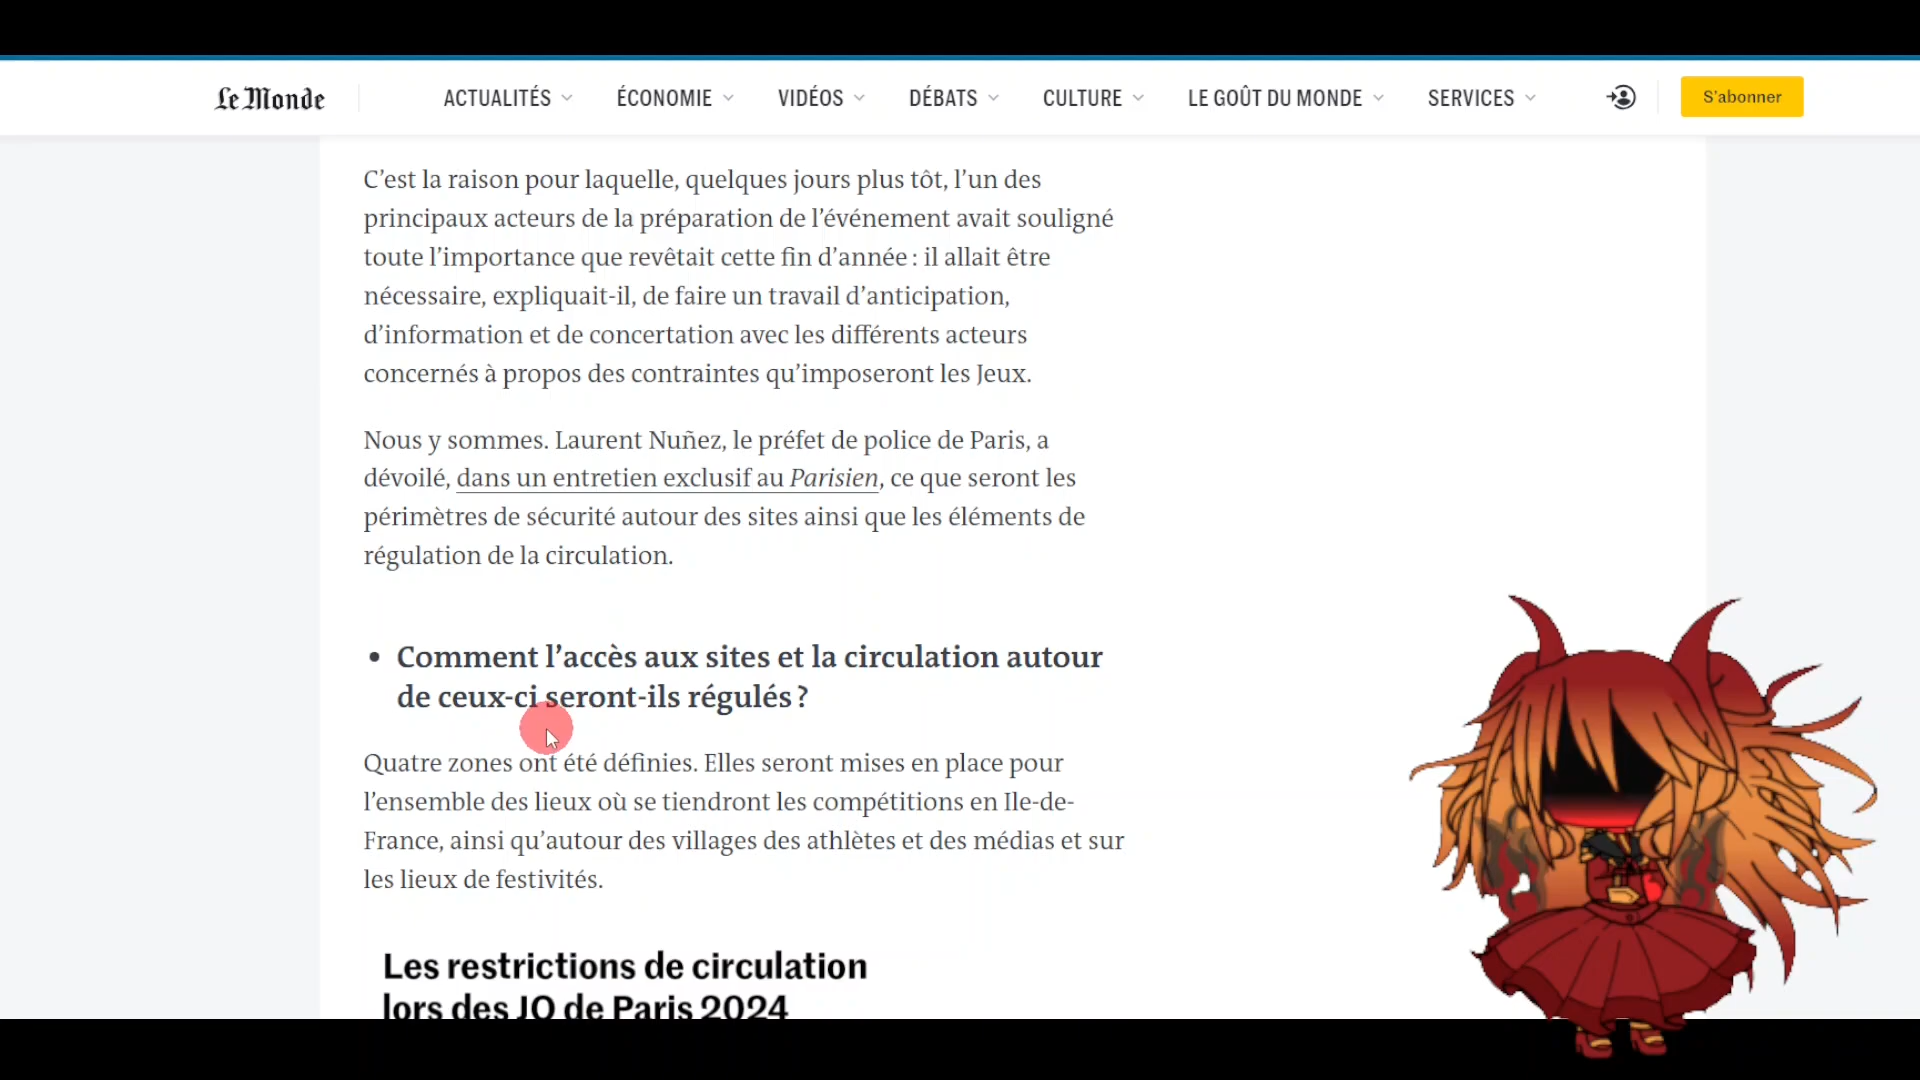 Le Monde
ACTUALITÉS
ÉCONOMIE
VIDÉOS
DÉBATS
CULTURE
LE GOÛT DU MONDE
SERVICES
S'abonner
C’est la raison pour laquelle, quelques jours plus tôt, l’un des
principaux acteurs de la préparation de l’événement avait souligné
toute l’importance que revêtait cette fin d’année : il allait être
nécessaire, expliquait-il, de faire un travail d’anticipation,
d’information et de concertation avec les différents acteurs
concernés à propos des contraintes qu’imposeront les Jeux.
Nous y sommes. Laurent Nuñez, le préfet de police de Paris, a
dévoilé, dans un entretien exclusif au Parisien, ce que seront les
périmètres de sécurité autour des sites ainsi que les éléments de
régulation de la circulation.
• Comment l’accès aux sites et la circulation autour
de ceux-ci seront-ils régulés ?
Quatre zones ont été définies. Elles seront mises en place pour
l’ensemble des lieux où se tiendront les compétitions en Ile-de-
France, ainsi qu’autour des villages des athlètes et des médias et sur
les lieux de festivités.
Les restrictions de circulation
lors des JO de Paris 2024